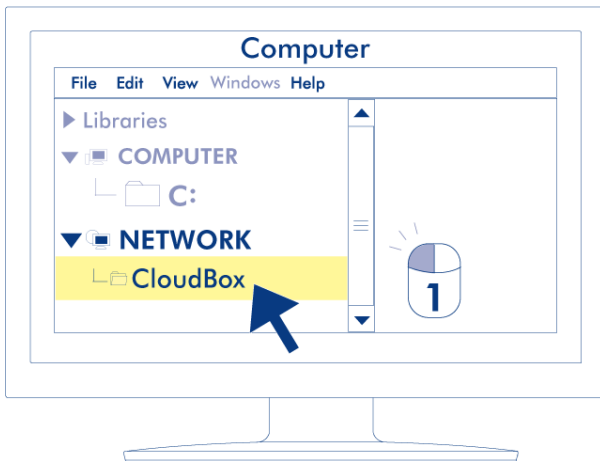 Computer
File Edit View Windows Help
Libraries
COMPUTER
C:
NETWORK
CloudBox
1